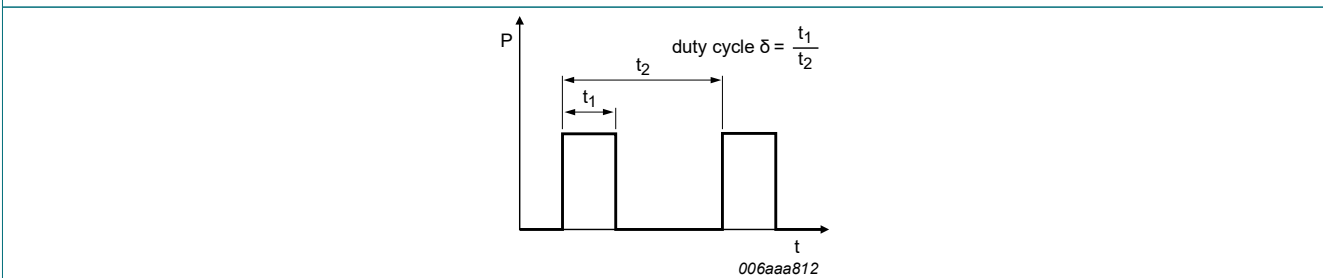 P
duty cycle δ = t1
t2
t2
t1
t
006aaa812